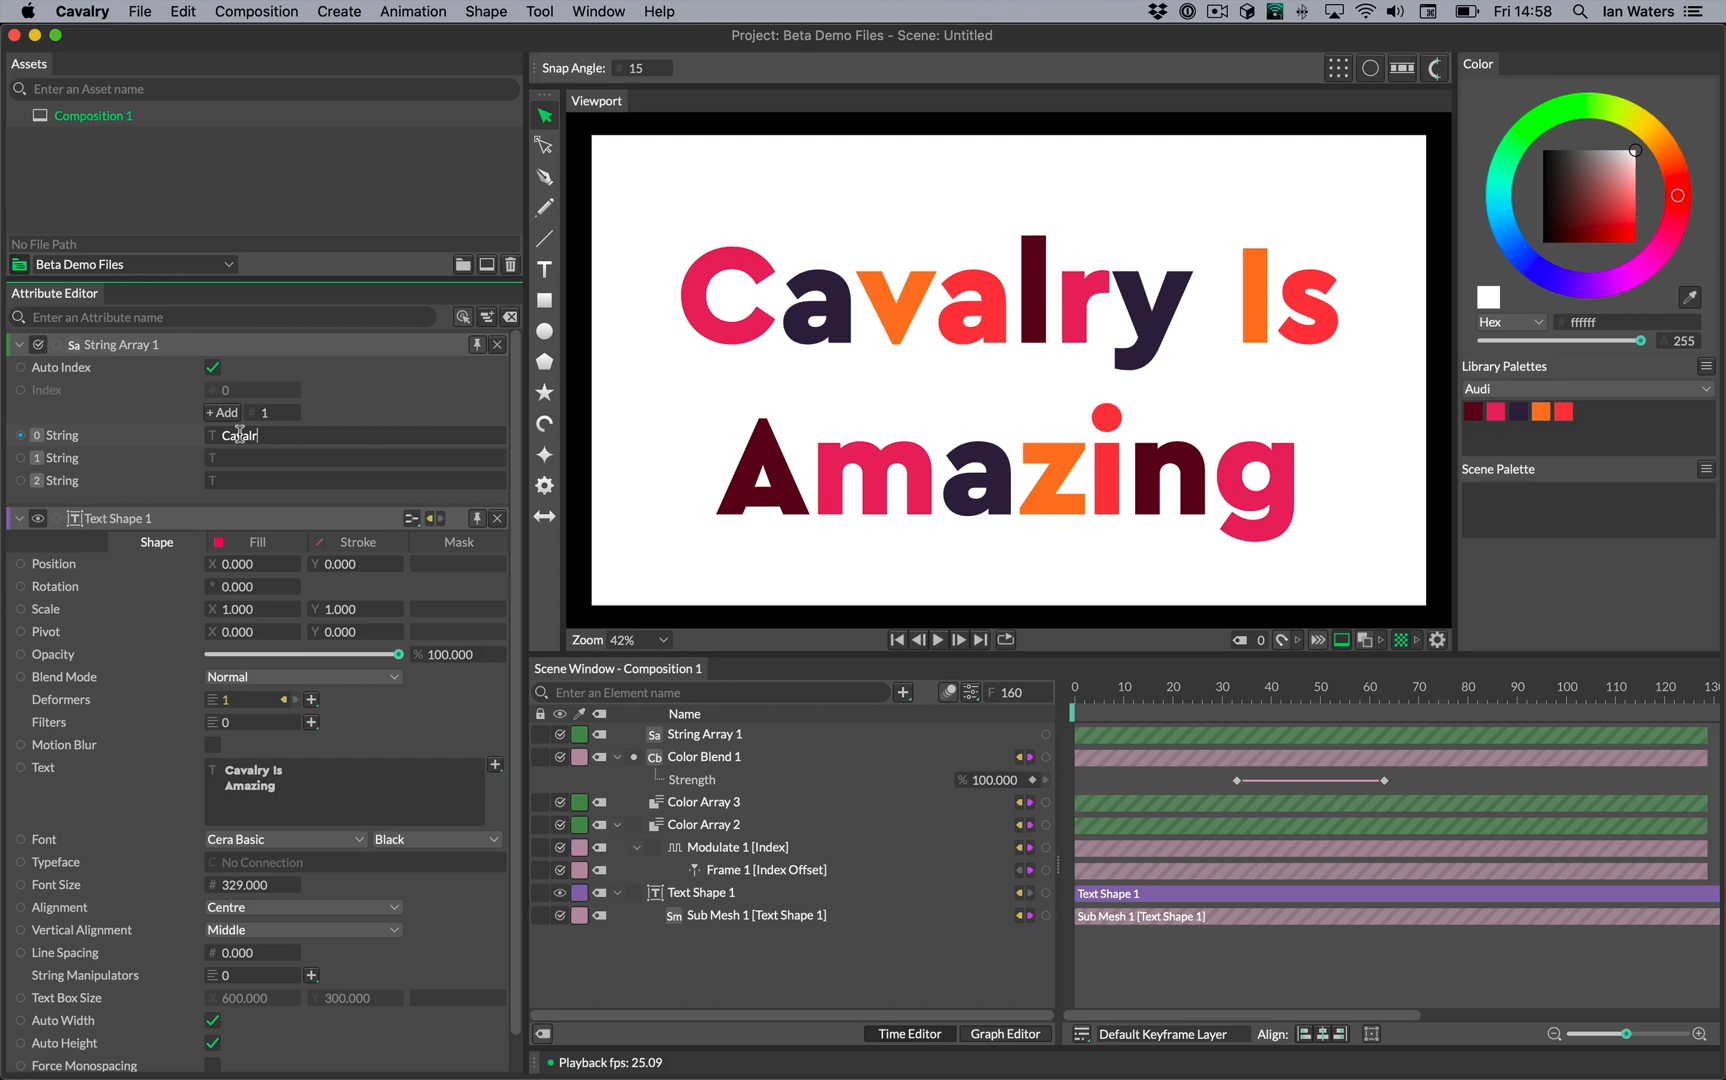 Cavalry File Edit Composition Create Animation Shape Tool Window Help Fri 14:58 Ian Waters
Project: Beta Demo Files - Scene: Untitled
Assets
Enter an Asset name
Composition 1
No File Path
Beta Demo Files
Attribute Editor
Enter an Attribute name
Sa String Array 1
Auto Index
Index # 0
+ Add # 1
0 String T Cavalr
1 String T
2 String T
T Text Shape 1
Shape Fill Stroke Mask
Position X 0.000 Y 0.000
Rotation ° 0.000
Scale X 1.000 Y 1.000
Pivot X 0.000 Y 0.000
Opacity % 100.000
Blend Mode Normal
Deformers 1
Filters 0
Motion Blur
Text T Cavalry Is
Amazing
Font Cera Basic Black
Typeface C No Connection
Font Size # 329.000
Alignment Centre
Vertical Alignment Middle
Line Spacing # 0.000
String Manipulators 0
Text Box Size X 600.000 Y 300.000
Auto Width
Auto Height
Force Monospacing
Snap Angle: # 15
Viewport
Cavalry Is
Amazing
Zoom 42% 0
Scene Window - Composition 1
Enter an Element name F 160
Name
Sa String Array 1
Cb Color Blend 1
Strength % 100.000
Color Array 3
Color Array 2
Modulate 1 [Index]
Frame 1 [Index Offset]
T Text Shape 1
Sm Sub Mesh 1 [Text Shape 1]
0 10 20 30 40 50 60 70 80 90 100 110 120
Text Shape 1
Sub Mesh 1 [Text Shape 1]
Time Editor Graph Editor Default Keyframe Layer Align:
Playback fps: 25.09
Color
Hex # ffffff
A 255
Library Palettes
Audi
Scene Palette